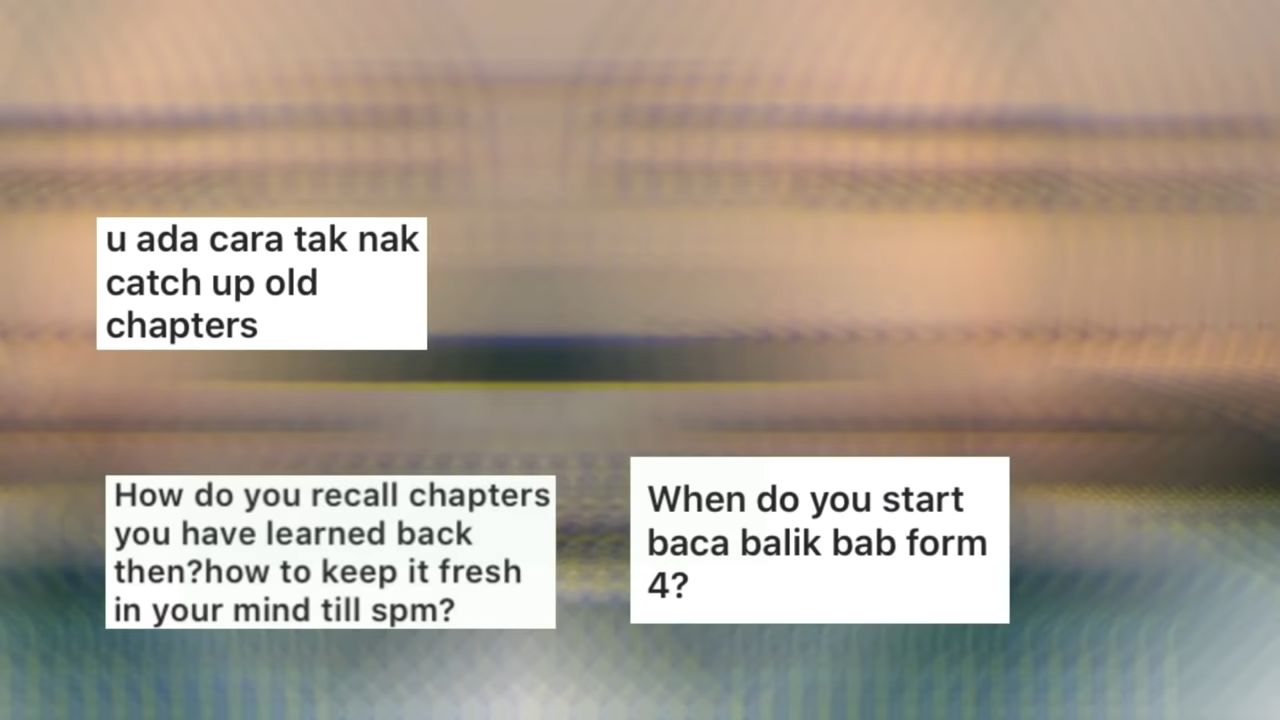 u ada cara tak nak
catch up old
chapters
How do you recall chapters
you have learned back
then?how to keep it fresh
in your mind till spm?
When do you start
baca balik bab form
4?